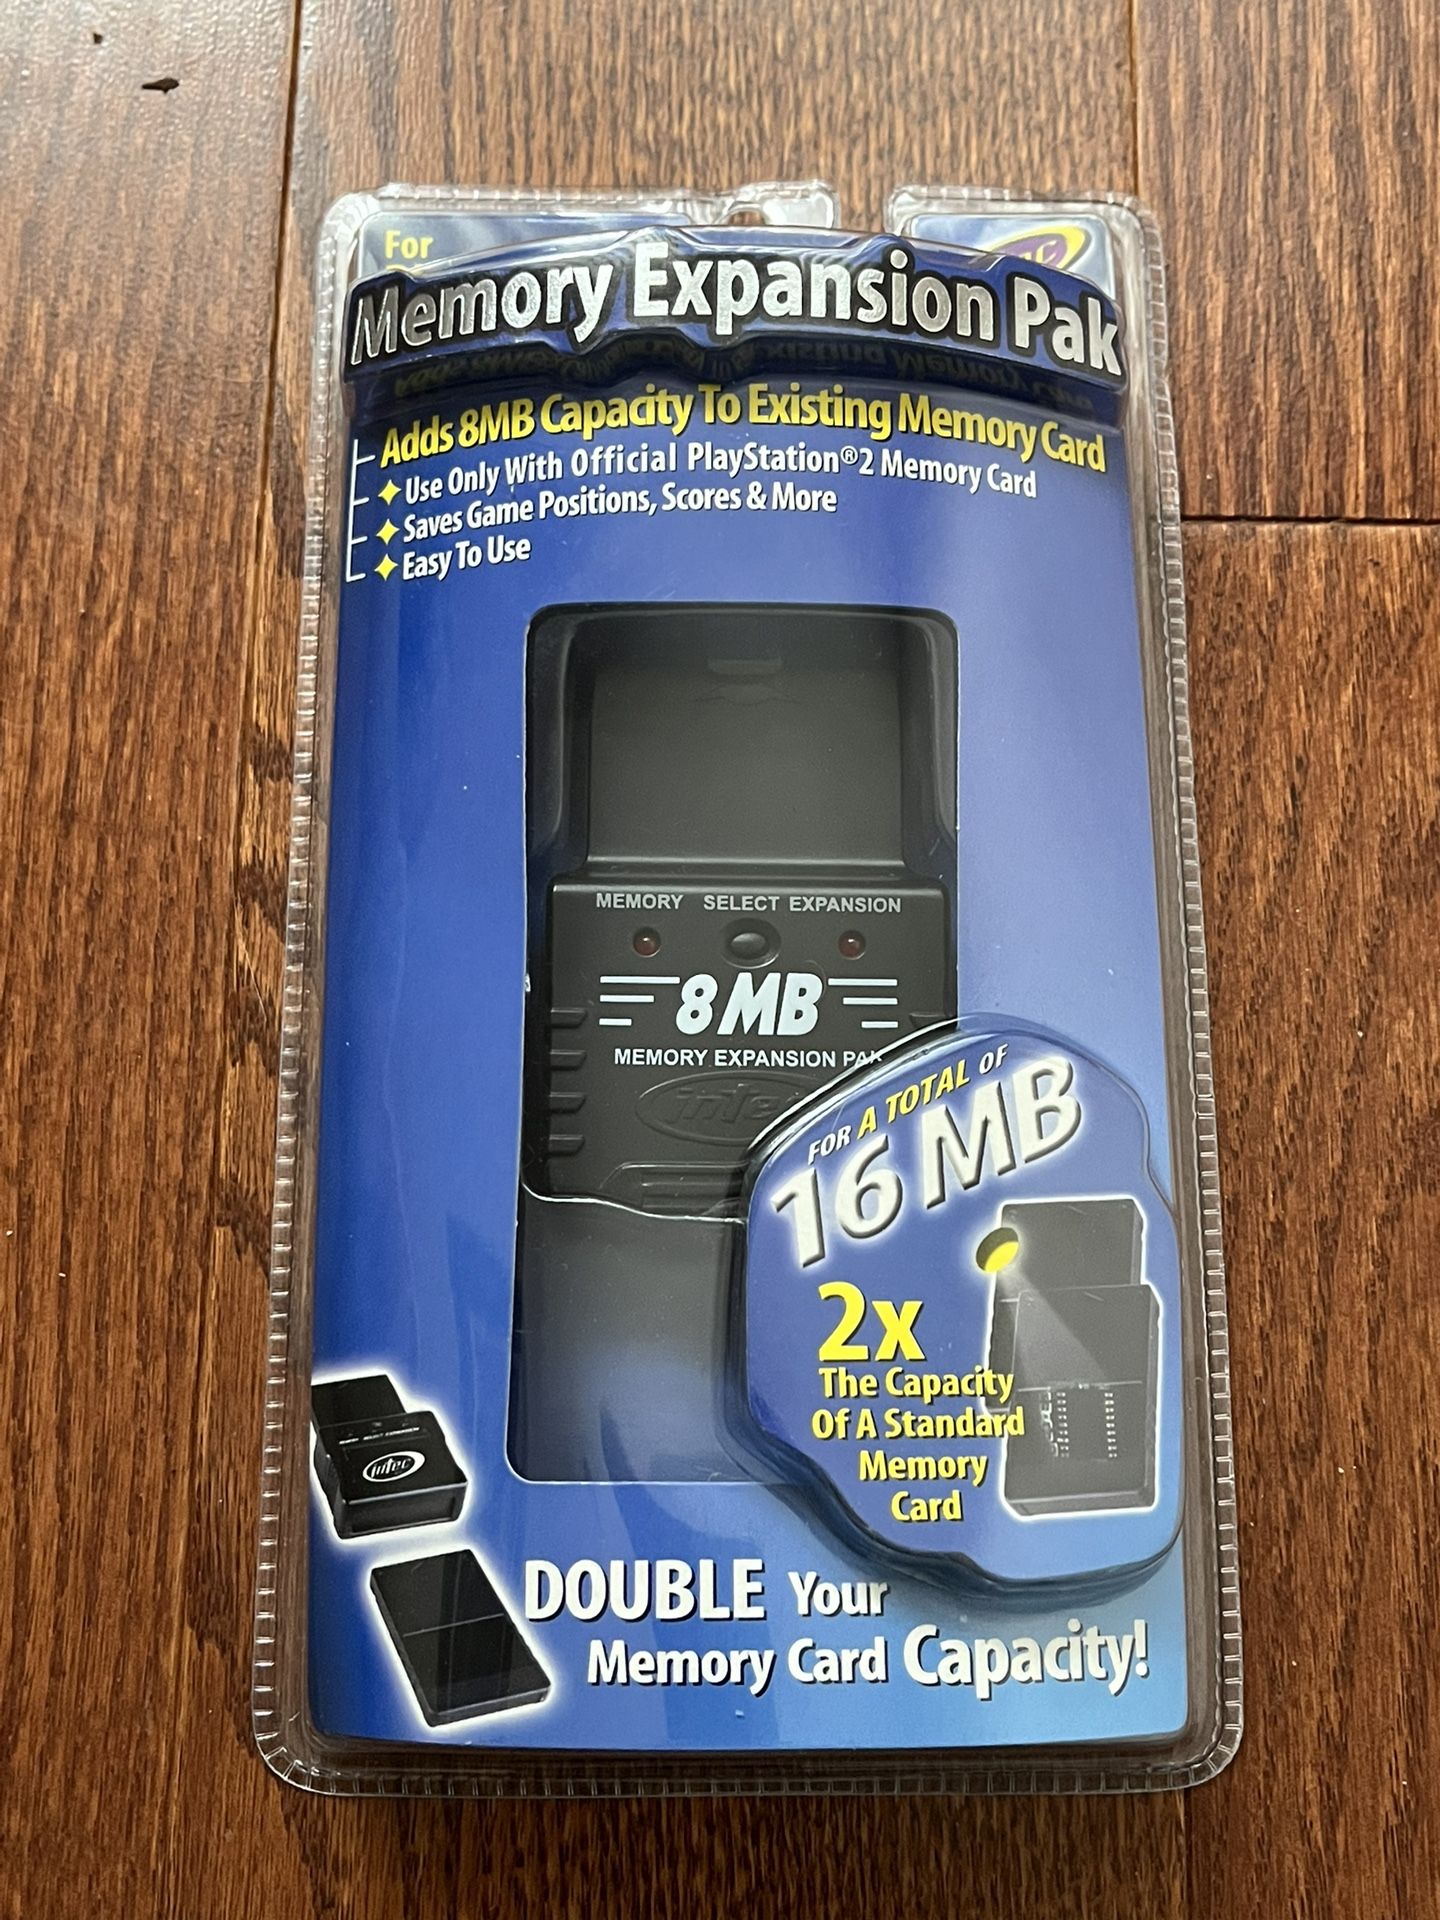 For
Memory Expansion Pak
Adds 8MB Capacity To Existing Memory Card
Use Only With Official PlayStation®2 Memory Card
Saves Game Positions, Scores & More
Easy To Use
MEMORY SELECT EXPANSION
8MB
MEMORY EXPANSION PAK
intec
FOR A TOTAL OF
16 MB
2x
The Capacity
Of A Standard
Memory
Card
intec
DOUBLE Your
Memory Card Capacity!